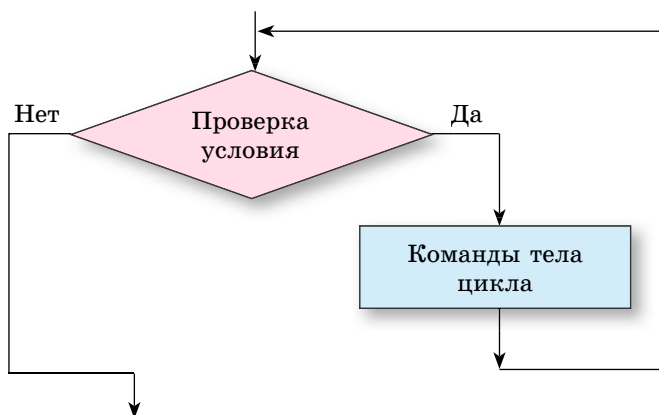 Нет
Да
Проверка
условия
Команды тела
цикла